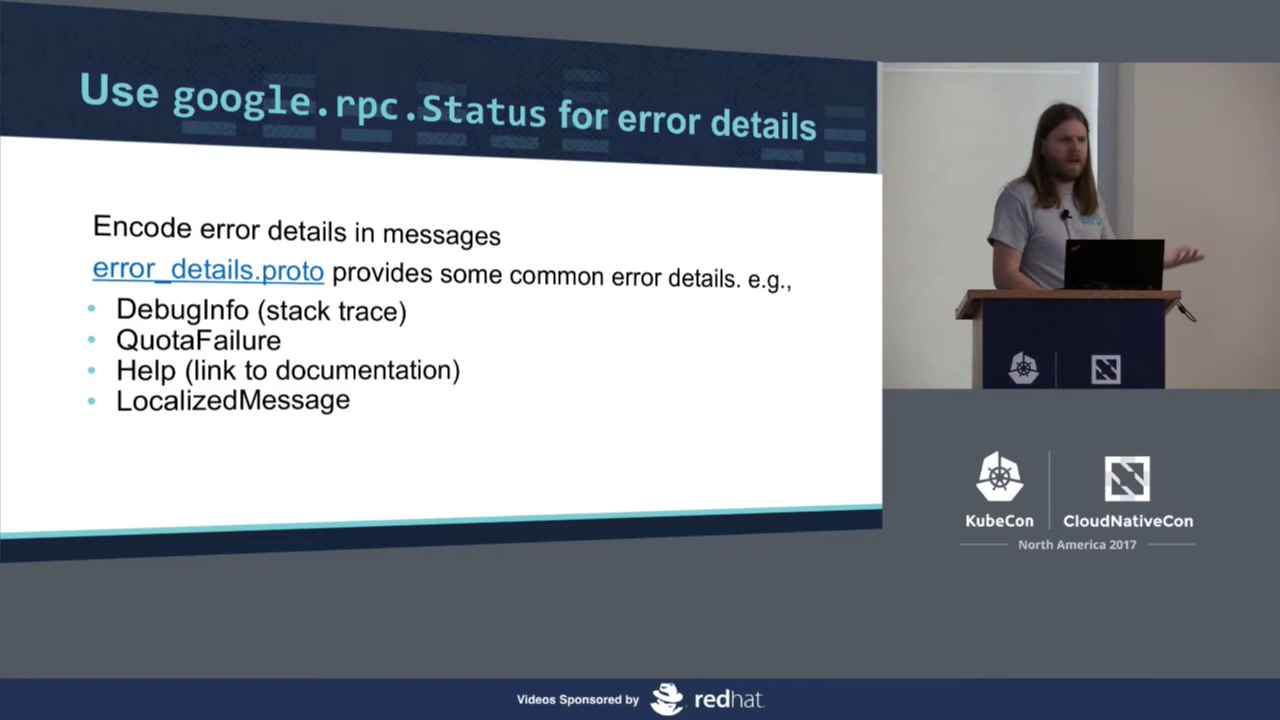 Use google.rpc.Status for error details
Encode error details in messages
error_details.proto provides some common error details. e.g.,
• DebugInfo (stack trace)
• QuotaFailure
• Help (link to documentation)
• LocalizedMessage
KubeCon
CloudNativeCon
North America 2017
Videos Sponsored by
redhat.